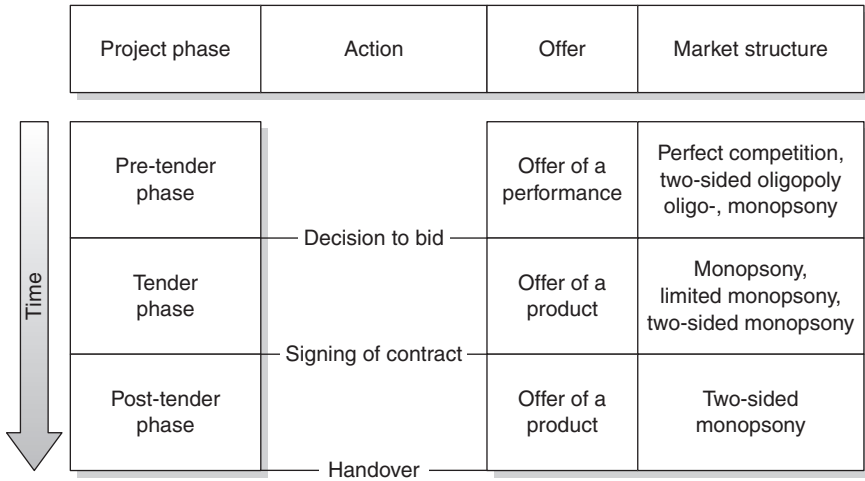 Project phase
Action
Offer
Market structure
Time
Pre-tender
phase
Offer of a
performance
Perfect competition,
two-sided oligopoly
oligo-, monopsony
Decision to bid
Tender
phase
Offer of a
product
Monopsony,
limited monopsony,
two-sided monopsony
Signing of contract
Post-tender
phase
Offer of a
product
Two-sided
monopsony
Handover